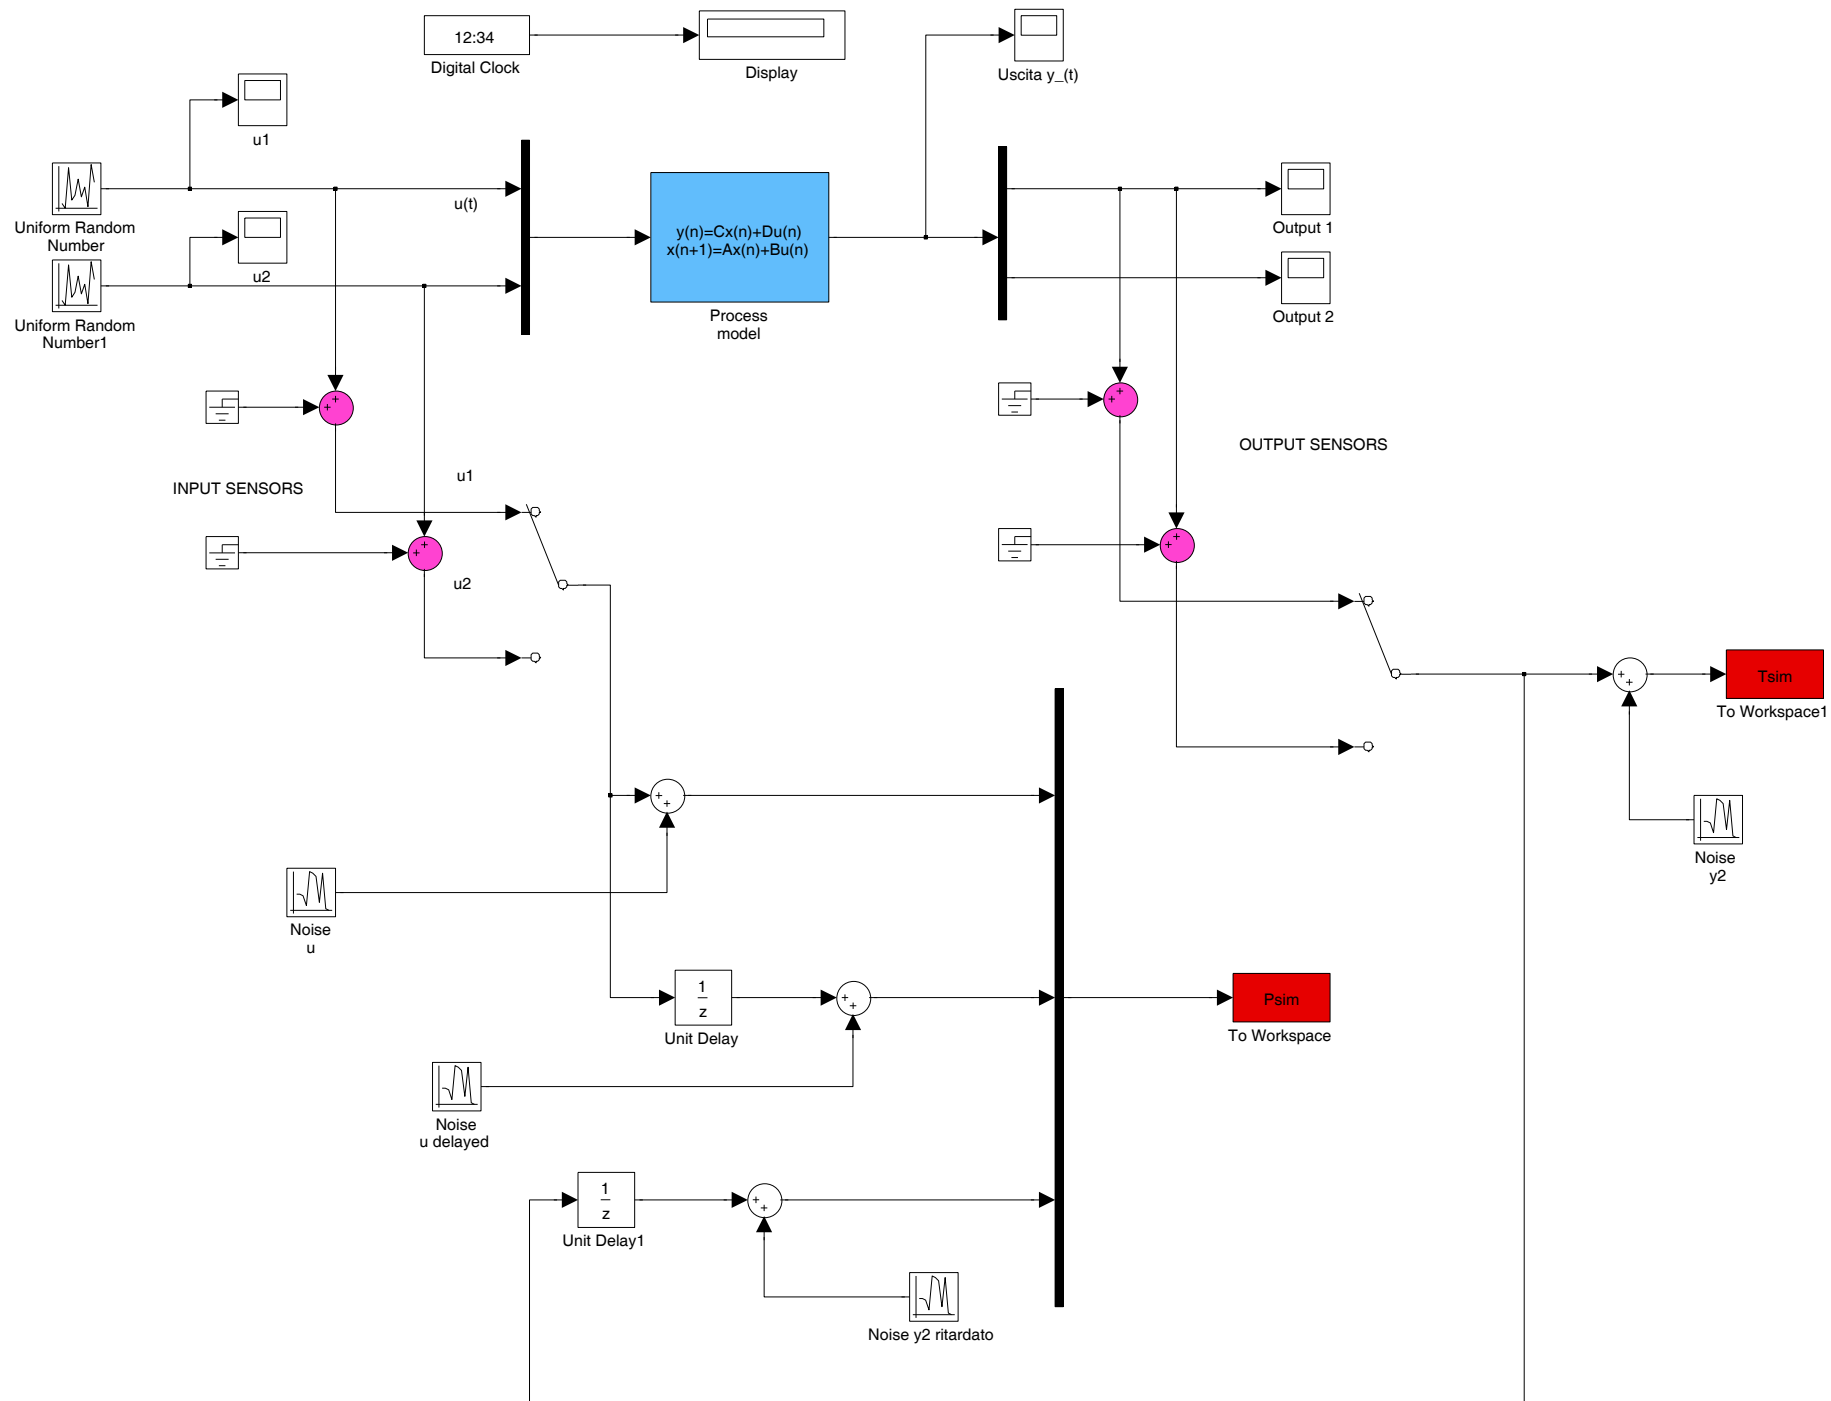 12:34
Digital Clock
Display
Uscita y_(t)
u1
Uniform Random
Number
u(t)
u2
Uniform Random
Number1
y(n)=Cx(n)+Du(n)
x(n+1)=Ax(n)+Bu(n)
Process
model
Output 1
Output 2
+
+
+
+
OUTPUT SENSORS
u1
INPUT SENSORS
+
+
+
+
u2
+
+
Tsim
To Workspace1
+
+
Noise
y2
Noise
u
1
z
Unit Delay
+
+
Psim
To Workspace
Noise
u delayed
1
z
Unit Delay1
+
+
Noise y2 ritardato